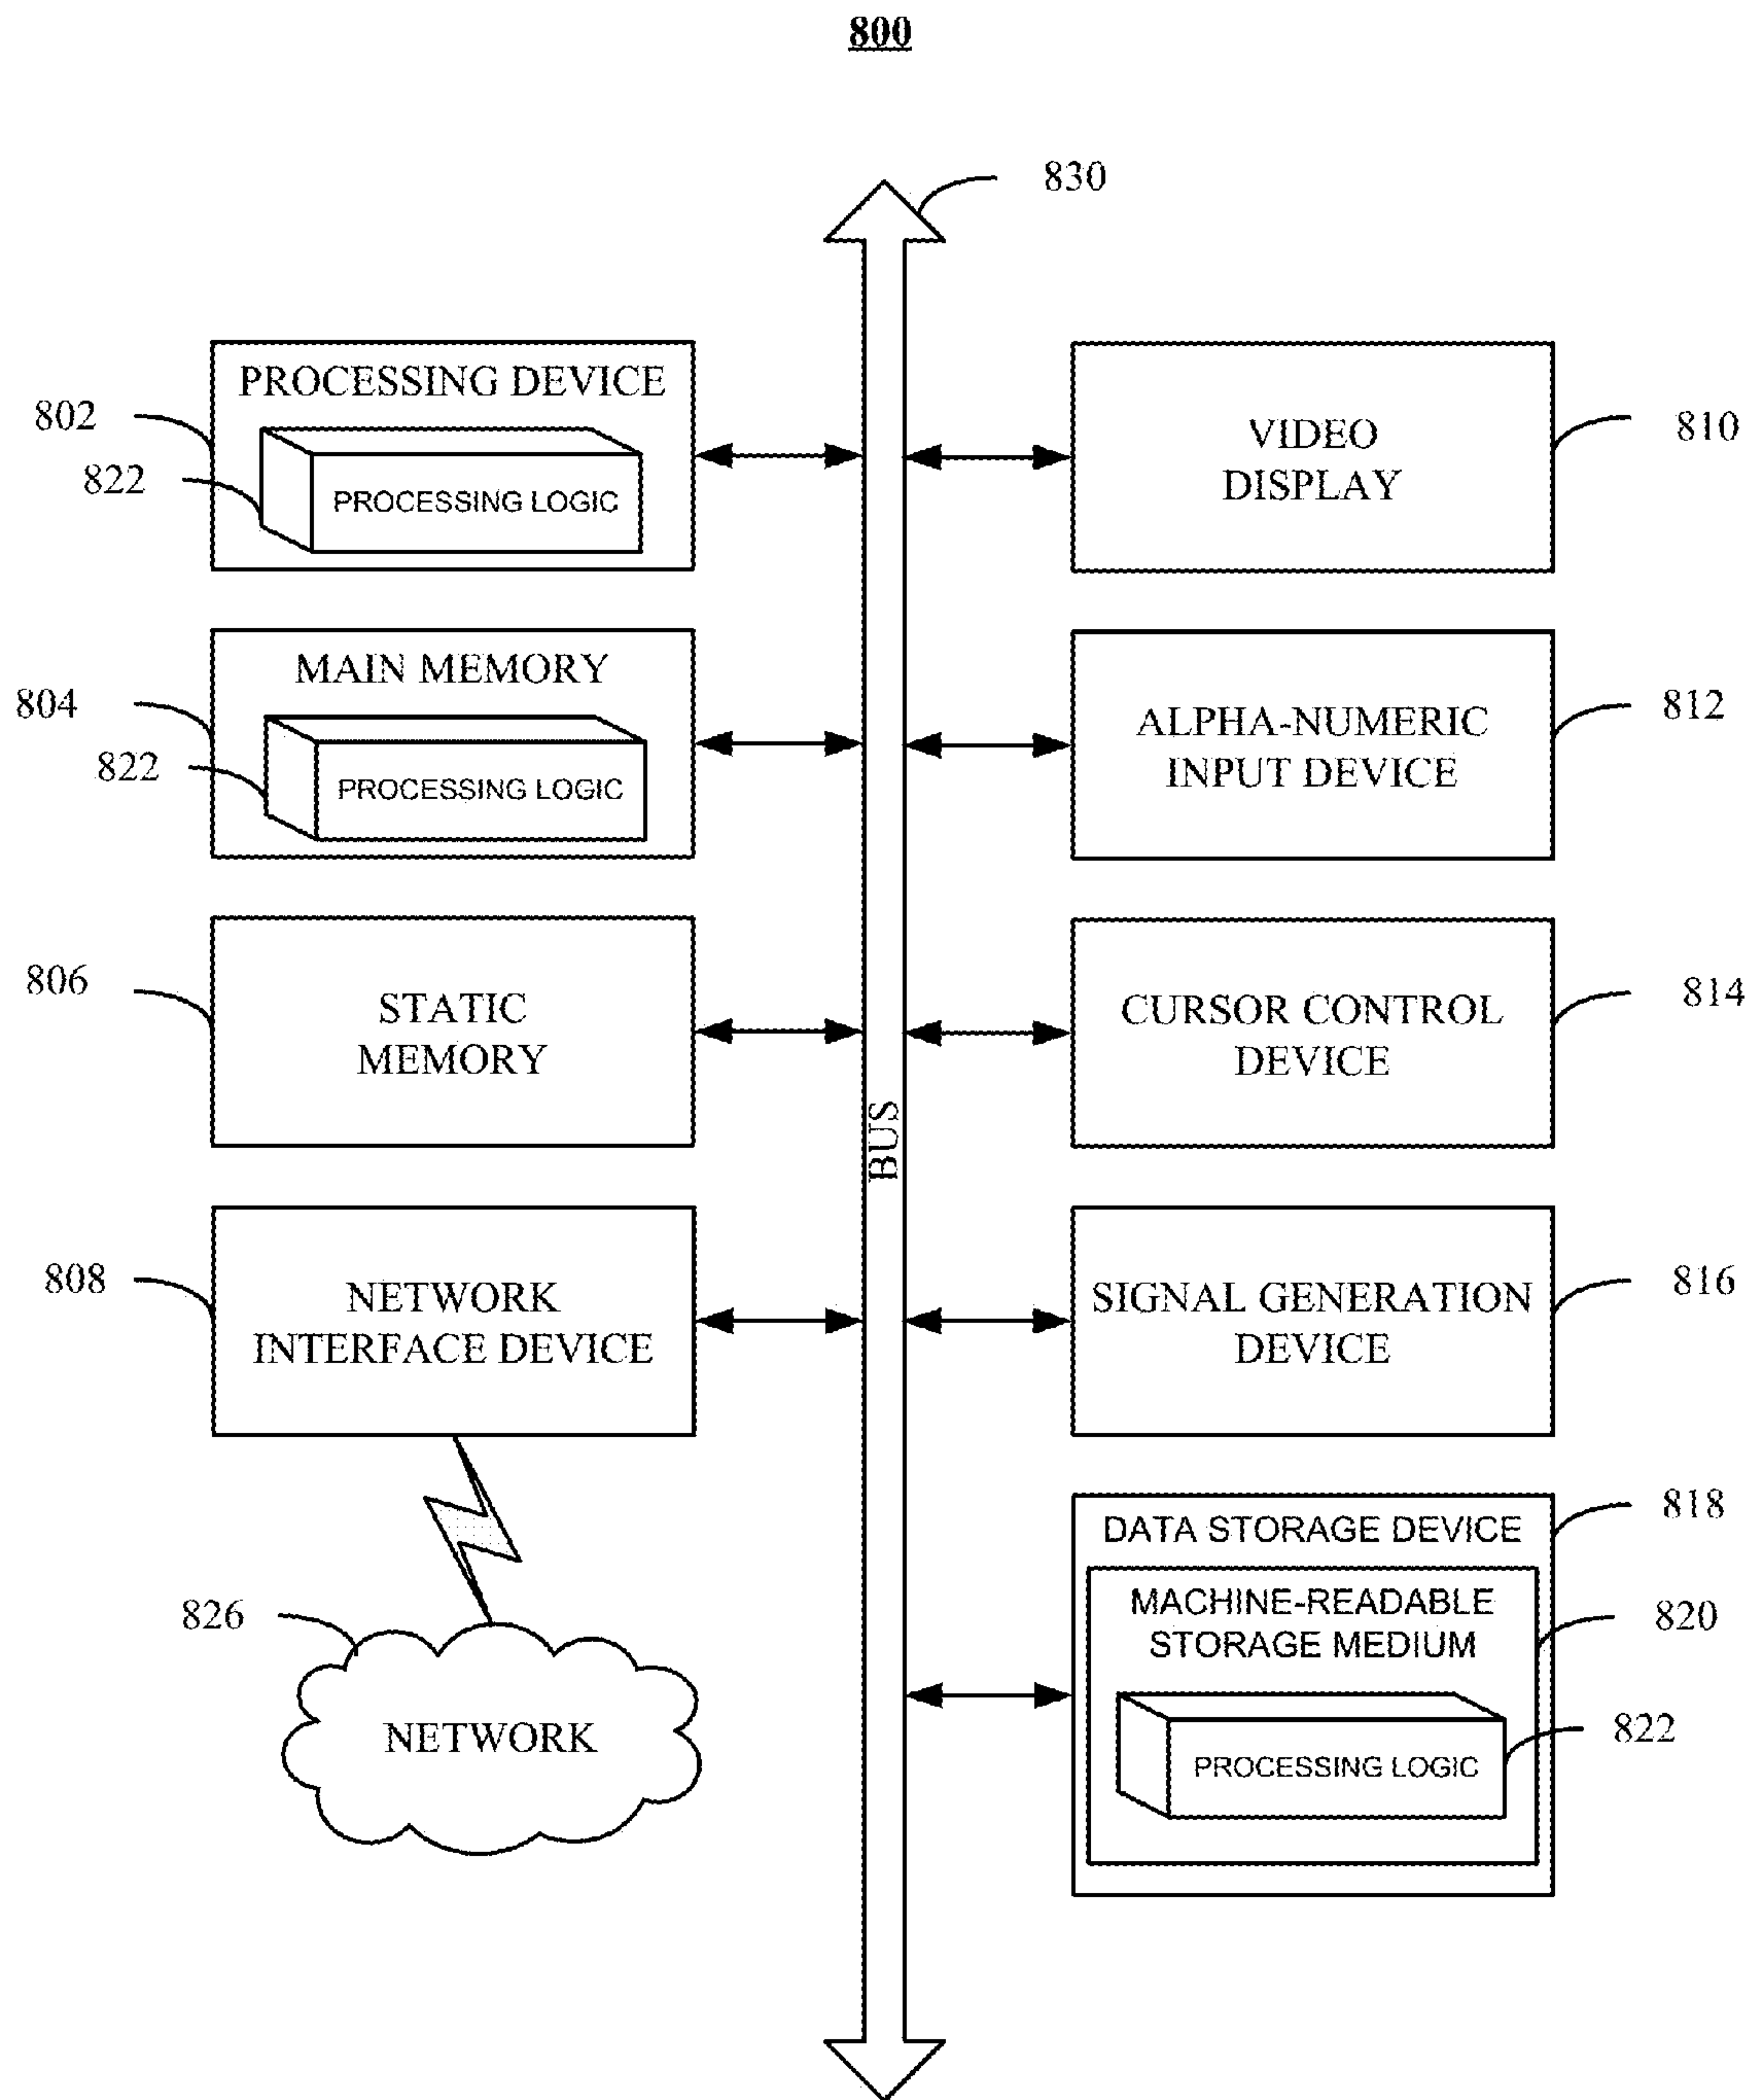 800
830
PROCESSING DEVICE
802
822
PROCESSING LOGIC
MAIN MEMORY
804
822
PROCESSING LOGIC
806
STATIC
MEMORY
808
NETWORK
INTERFACE DEVICE
826
NETWORK
BUS
VIDEO
DISPLAY
810
ALPHA-NUMERIC
INPUT DEVICE
812
CURSOR CONTROL
DEVICE
814
SIGNAL GENERATION
DEVICE
816
818
DATA STORAGE DEVICE
MACHINE-READABLE
STORAGE MEDIUM
820
822
PROCESSING LOGIC